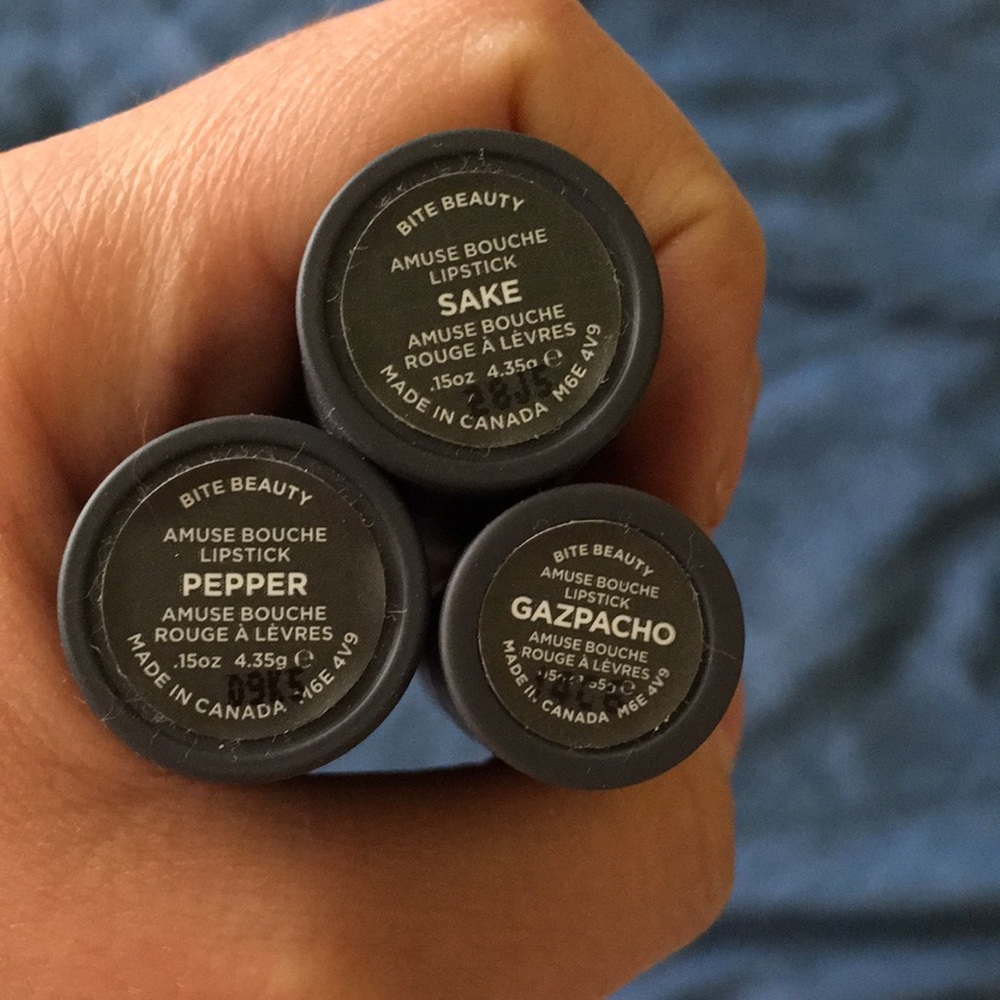 BITE BEAUTY
AMUSE BOUCHE
LIPSTICK
SAKE
AMUSE BOUCHE
ROUGE À LÈVRES
.15oz 4.35g e
MADE IN CANADA M6E 4V9
BITE BEAUTY
AMUSE BOUCHE
LIPSTICK
PEPPER
AMUSE BOUCHE
ROUGE À LÈVRES
.15oz 4.35g e
09K5
MADE IN CANADA M6E 4V9
BITE BEAUTY
AMUSE BOUCHE
LIPSTICK
GAZPACHO
AMUSE BOUCHE
ROUGE À LÈVRES
MADE IN CANADA M6E 4V9